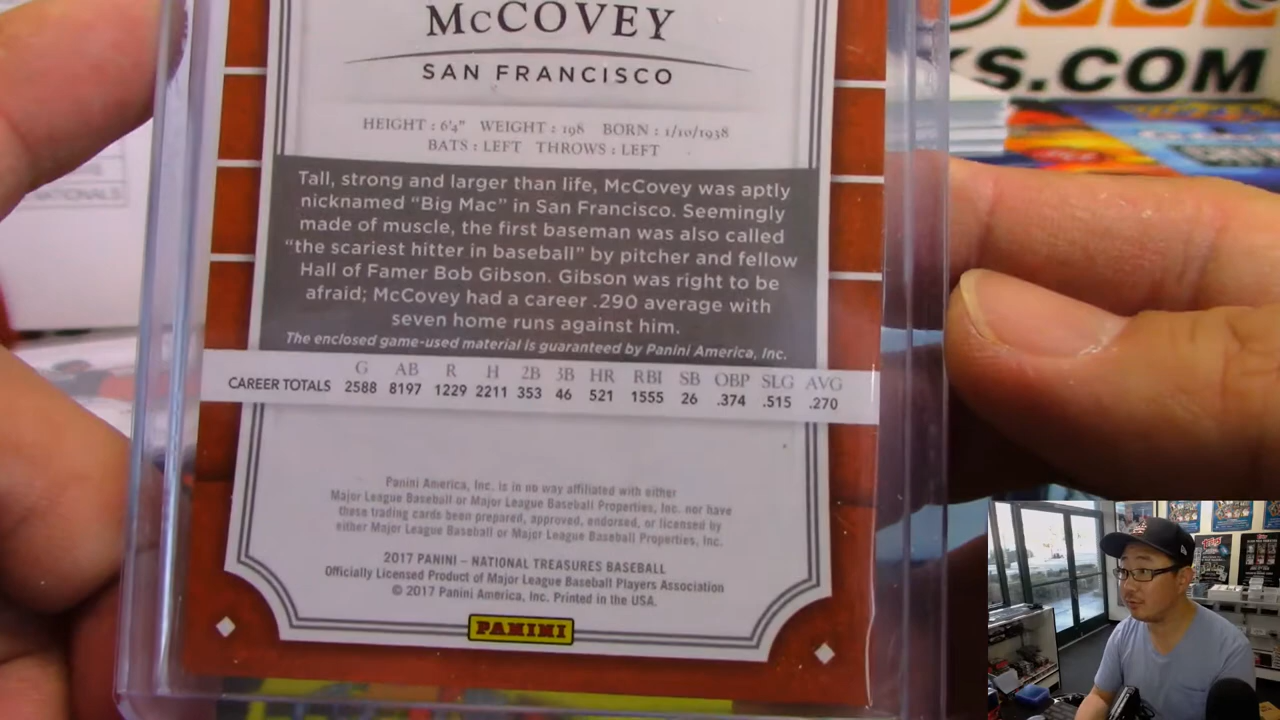 McCOVEY
SAN FRANCISCO
HEIGHT : 6'4" WEIGHT : 198 BORN : 1/10/1938
BATS : LEFT THROWS : LEFT
Tall, strong and larger than life, McCovey was aptly
nicknamed “Big Mac” in San Francisco. Seemingly
made of muscle, the first baseman was also called
“the scariest hitter in baseball” by pitcher and fellow
Hall of Famer Bob Gibson. Gibson was right to be
afraid; McCovey had a career .290 average with
seven home runs against him.
The enclosed game-used material is guaranteed by Panini America, Inc.
G AB R H 2B 3B HR RBI SB OBP SLG AVG
CAREER TOTALS 2588 8197 1229 2211 353 46 521 1555 26 .374 .515 .270
Panini America, Inc. is in no way affiliated with either
Major League Baseball or Major League Baseball Properties, Inc. nor have
these trading cards been prepared, approved, endorsed, or licensed by
either Major League Baseball or Major League Baseball Properties, Inc.
2017 PANINI – NATIONAL TREASURES BASEBALL
Officially Licensed Product of Major League Baseball Players Association
© 2017 Panini America, Inc. Printed in the USA.
PANINI
KS.COM